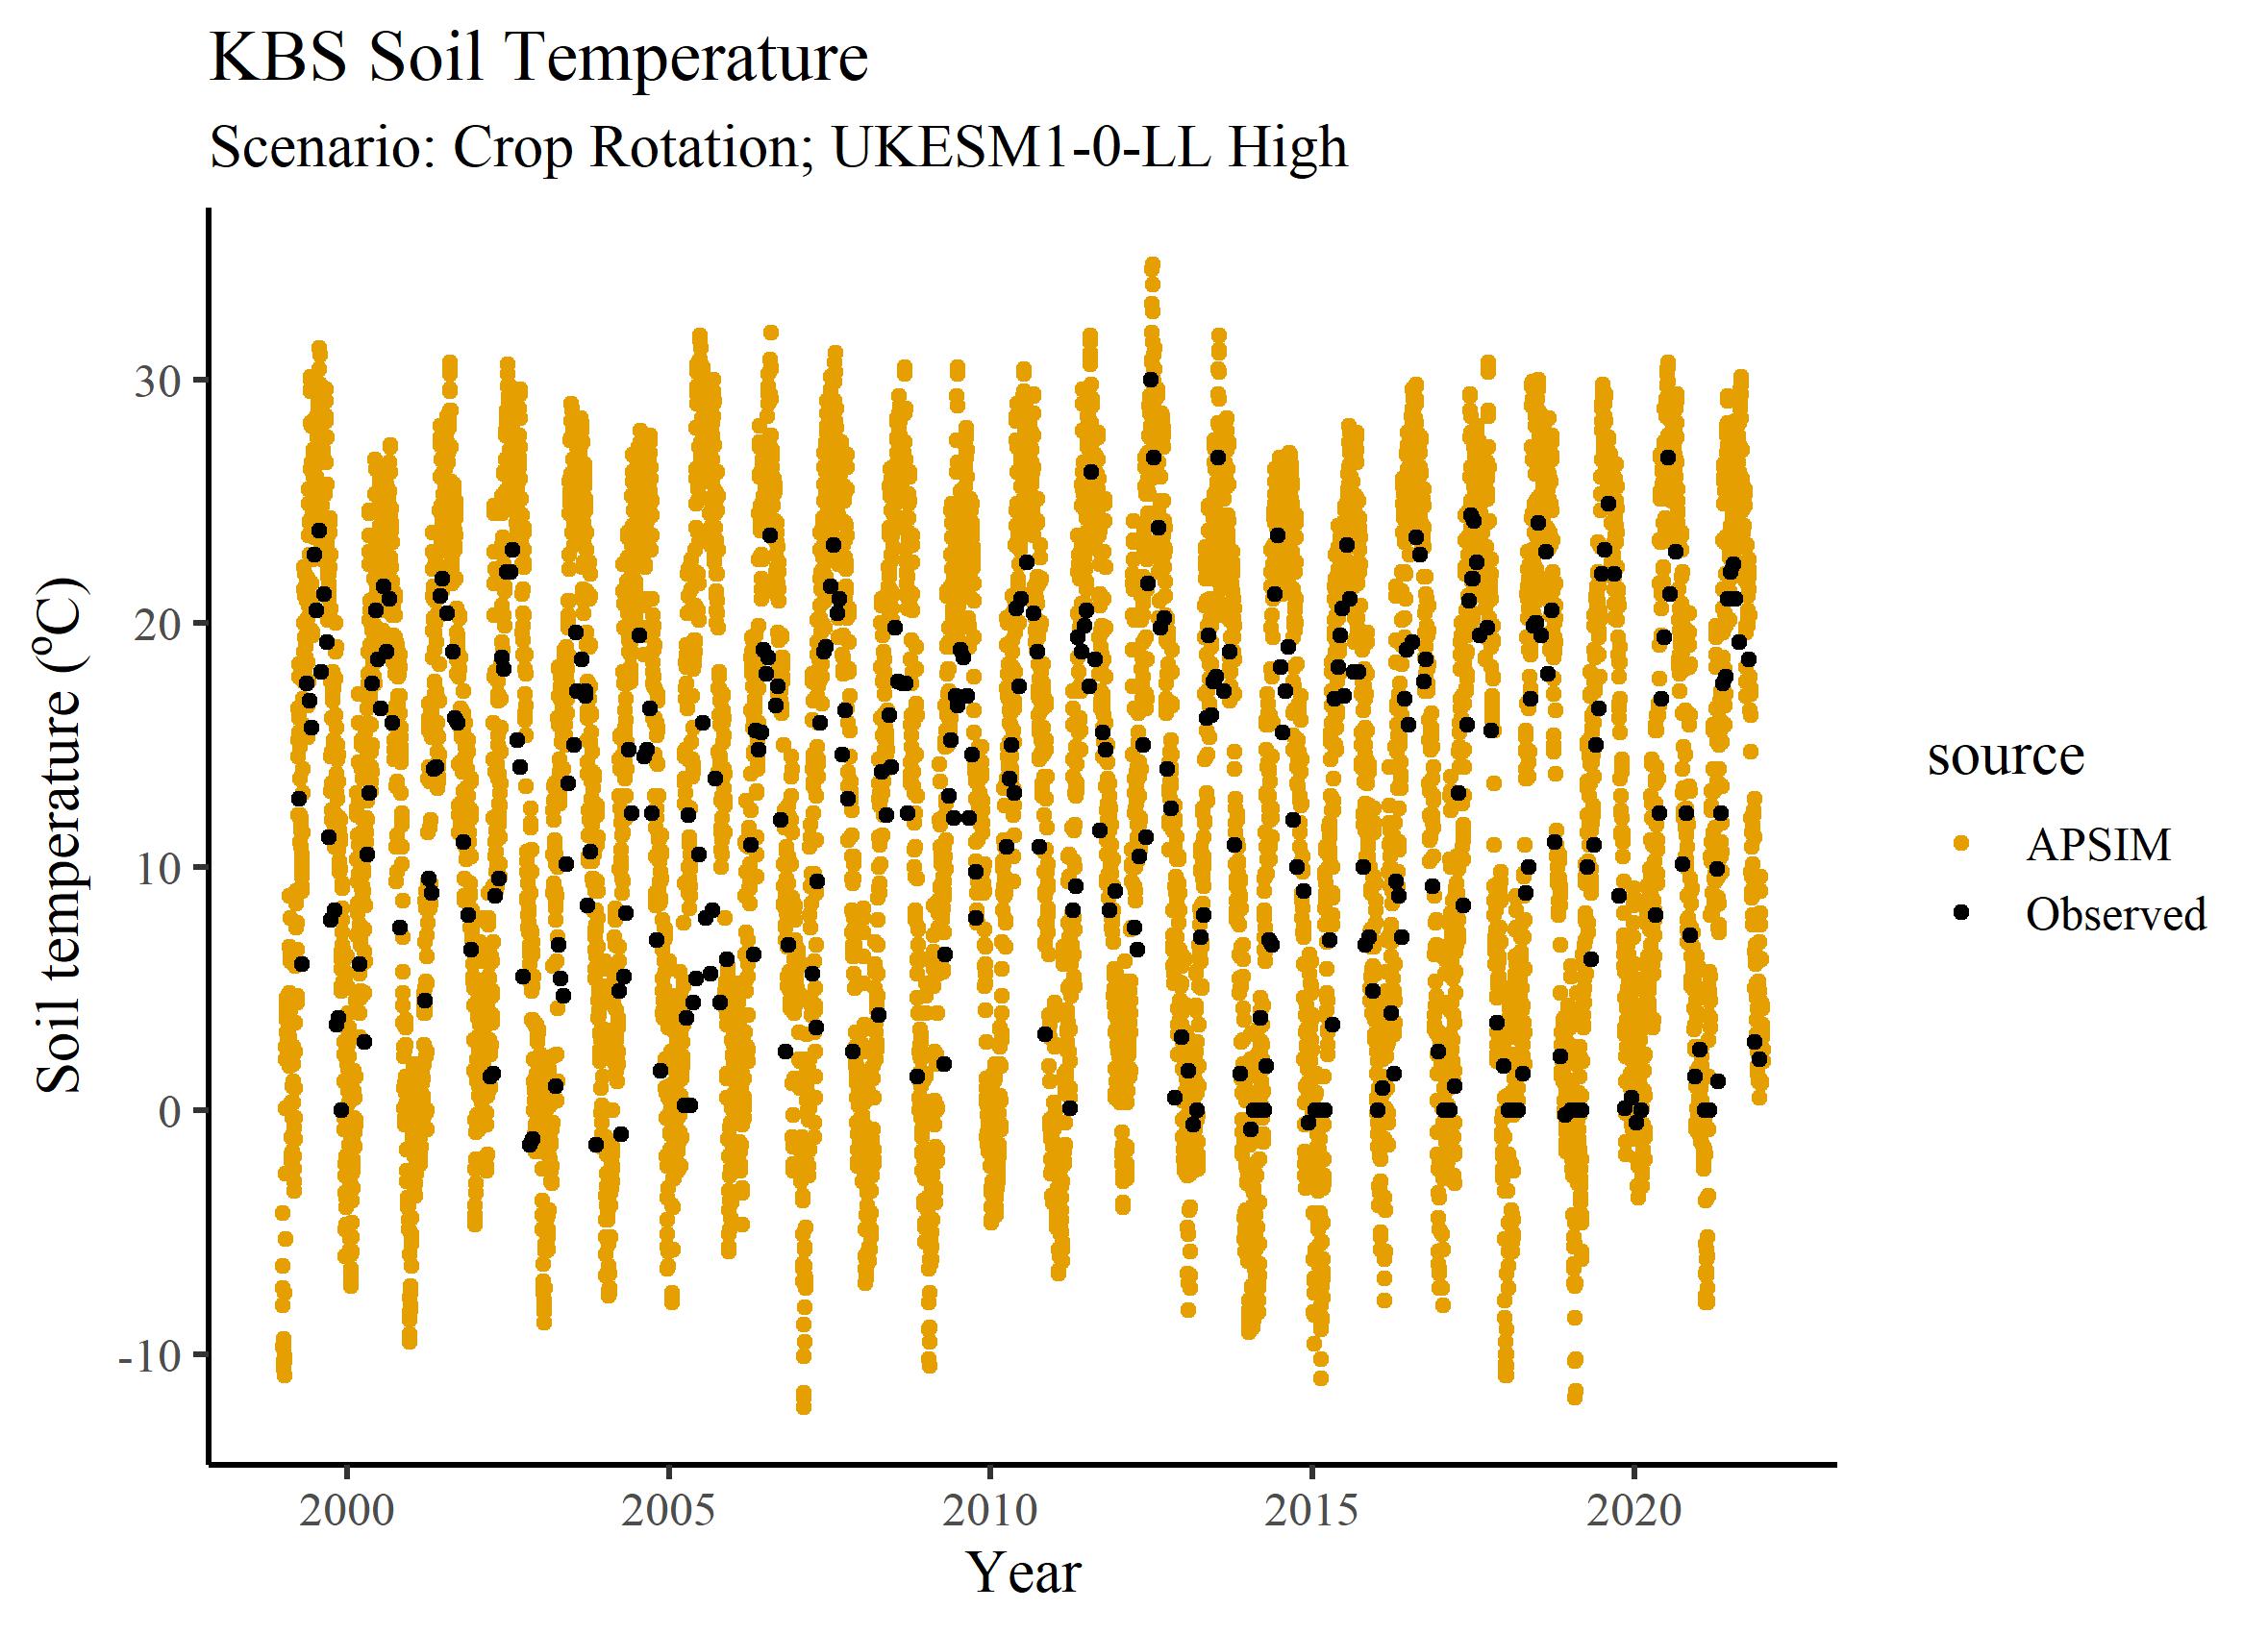 KBS Soil Temperature
Scenario: Crop Rotation; UKESM1-0-LL High
Soil temperature (°C)
30
20
10
0
-10
2000 2005 2010 2015 2020
Year
source
APSIM
Observed